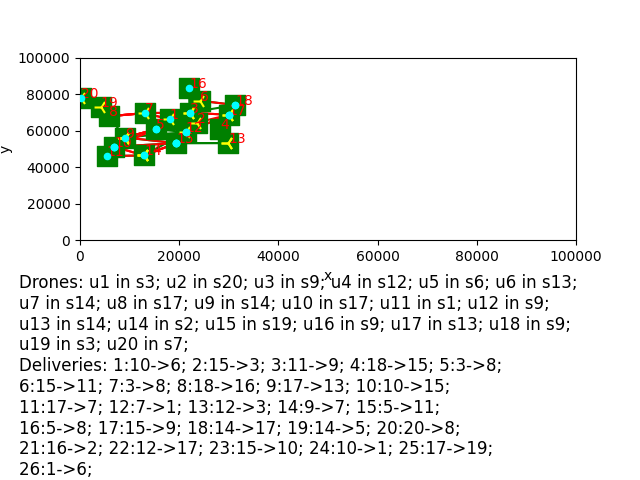 100000
80000
60000
40000
20000
0
y
0 20000 40000 60000 80000 100000
x
Drones: u1 in s3; u2 in s20; u3 in s9; u4 in s12; u5 in s6; u6 in s13;
u7 in s14; u8 in s17; u9 in s14; u10 in s17; u11 in s1; u12 in s9;
u13 in s14; u14 in s2; u15 in s19; u16 in s9; u17 in s13; u18 in s9;
u19 in s3; u20 in s7;
Deliveries: 1:10->6; 2:15->3; 3:11->9; 4:18->15; 5:3->8;
6:15->11; 7:3->8; 8:18->16; 9:17->13; 10:10->15;
11:17->7; 12:7->1; 13:12->3; 14:9->7; 15:5->11;
16:5->8; 17:15->9; 18:14->17; 19:14->5; 20:20->8;
21:16->2; 22:12->17; 23:15->10; 24:10->1; 25:17->19;
26:1->6;